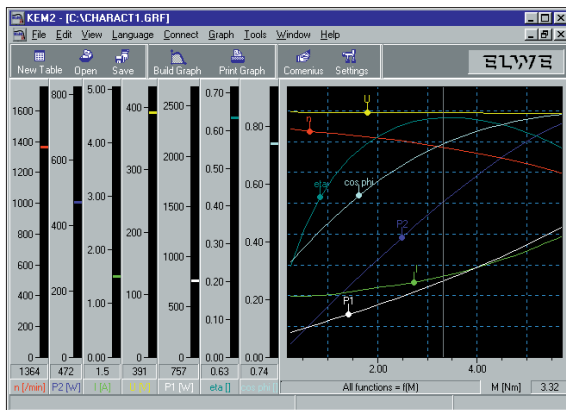 KEM2 - [C:\CHARACT1.GRF]
File Edit View Language Connect Graph Tools Window Help
New Table Open Save Build Graph Print Graph Comenius Settings
ELWE
1600 1400 1200 1000 800 600 400 200 0
800 600 400 200 0
5.00 4.00 3.00 2.00 1.00 0.00
400 300 200 100 0
2500 2000 1500 1000 500 0
0.70 0.60 0.50 0.40 0.30 0.20 0.10 0.00
0.80 0.60 0.40 0.20 0.00
U
n
eta
cos phi
P2
I
P1
2.00 4.00
1364 472 1.5 391 757 0.63 0.74
n [/min] P2 [W] I [A] U [V] P1 [W] eta [] cos phi [
All functions = f(M) M [Nm] 3.32